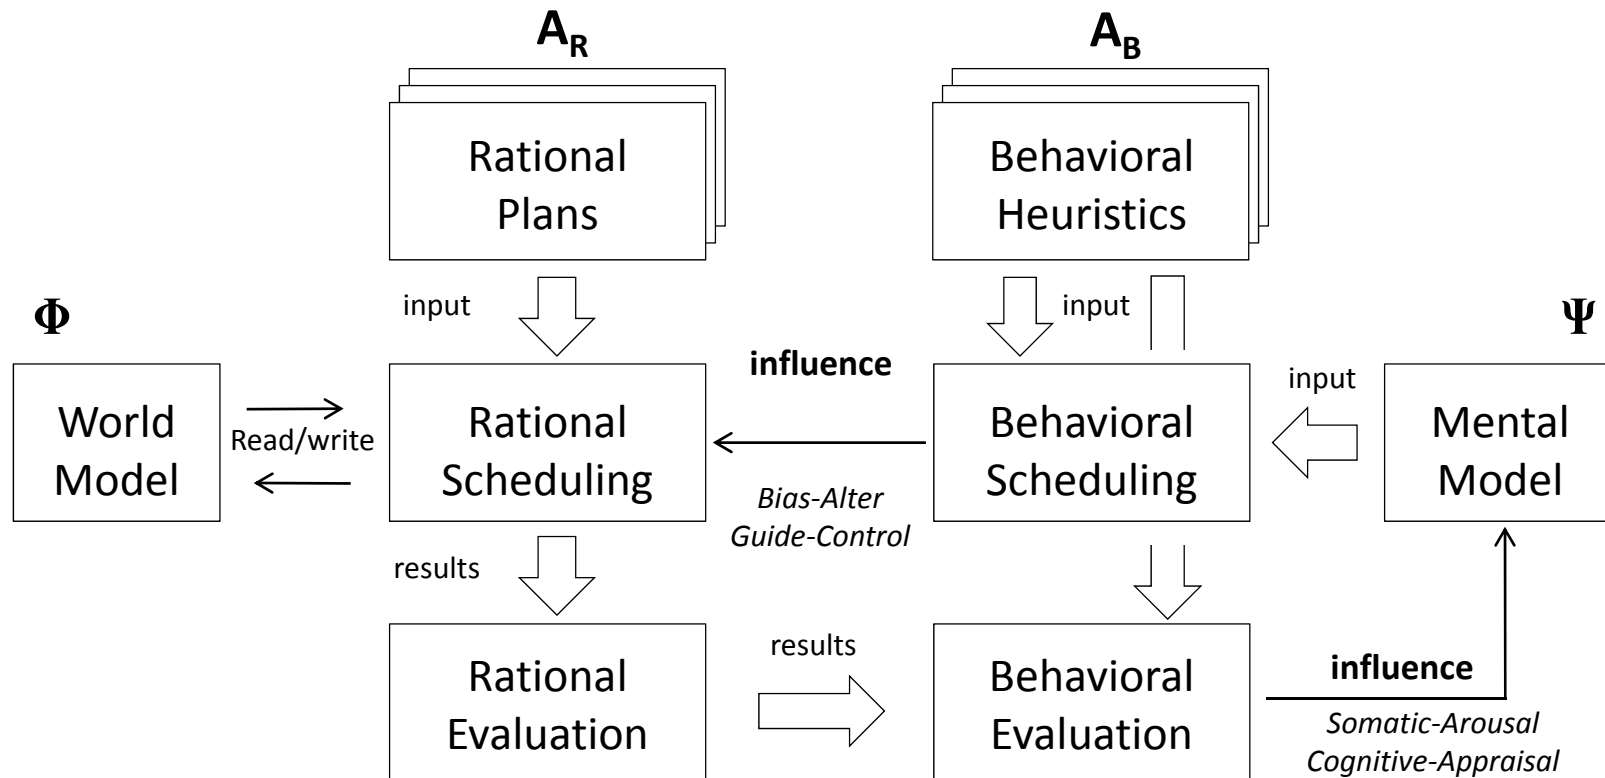 A_R
A_B
Rational
Plans
Behavioral
Heuristics
input
input
Φ
Ψ
World
Model
Read/write
Rational
Scheduling
influence
Bias-Alter
Guide-Control
Behavioral
Scheduling
input
Mental
Model
results
Rational
Evaluation
results
Behavioral
Evaluation
influence
Somatic-Arousal
Cognitive-Appraisal